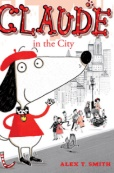 CLAUDE
in the City
ALEX T. SMITH